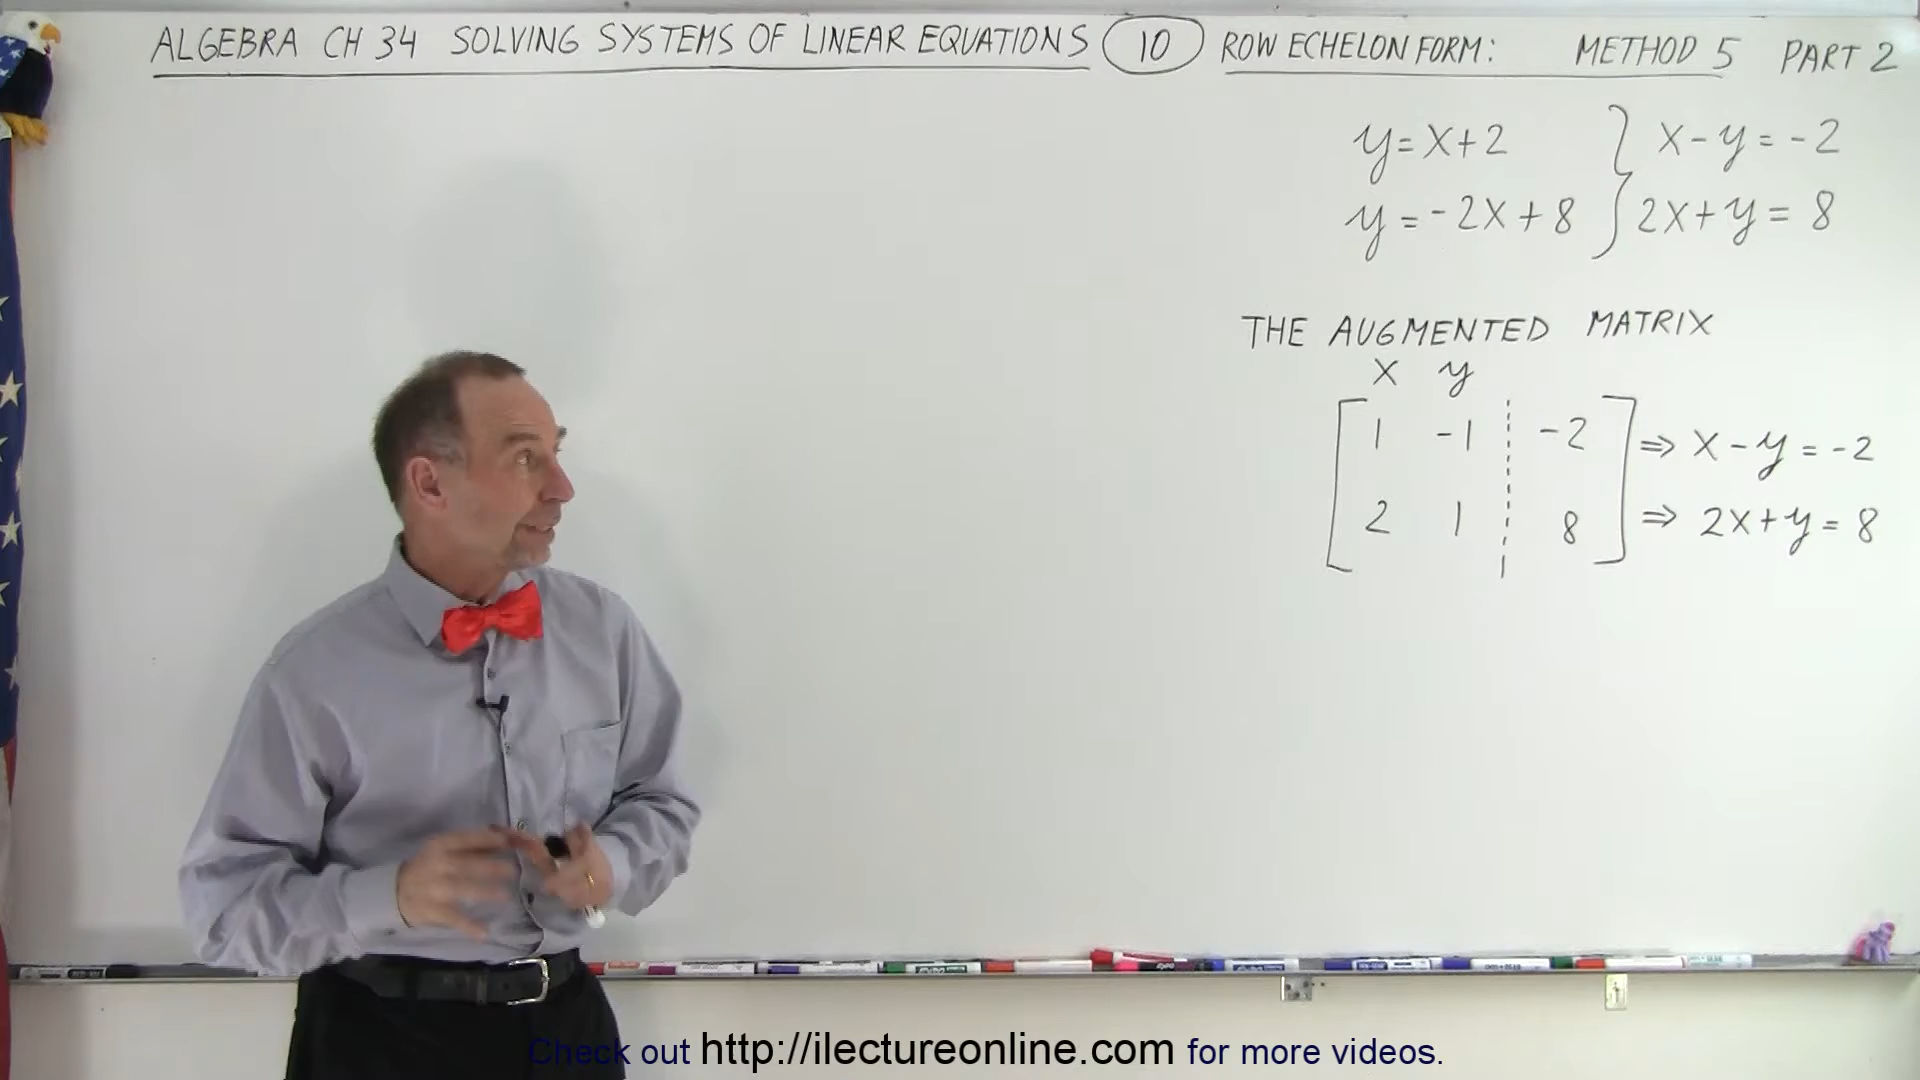 ALGEBRA CH 34 SOLVING SYSTEMS OF LINEAR EQUATIONS 10 ROW ECHELON FORM: METHOD 5 PART 2
y=x+2 } x-y=-2
y=-2x+8 } 2x+y=8
THE AUGMENTED MATRIX
x y
[ 1 -1 | -2 ] ⇒ x-y=-2
[ 2 1 | 8 ] ⇒ 2x+y=8
Check out http://ilectureonline.com for more videos.